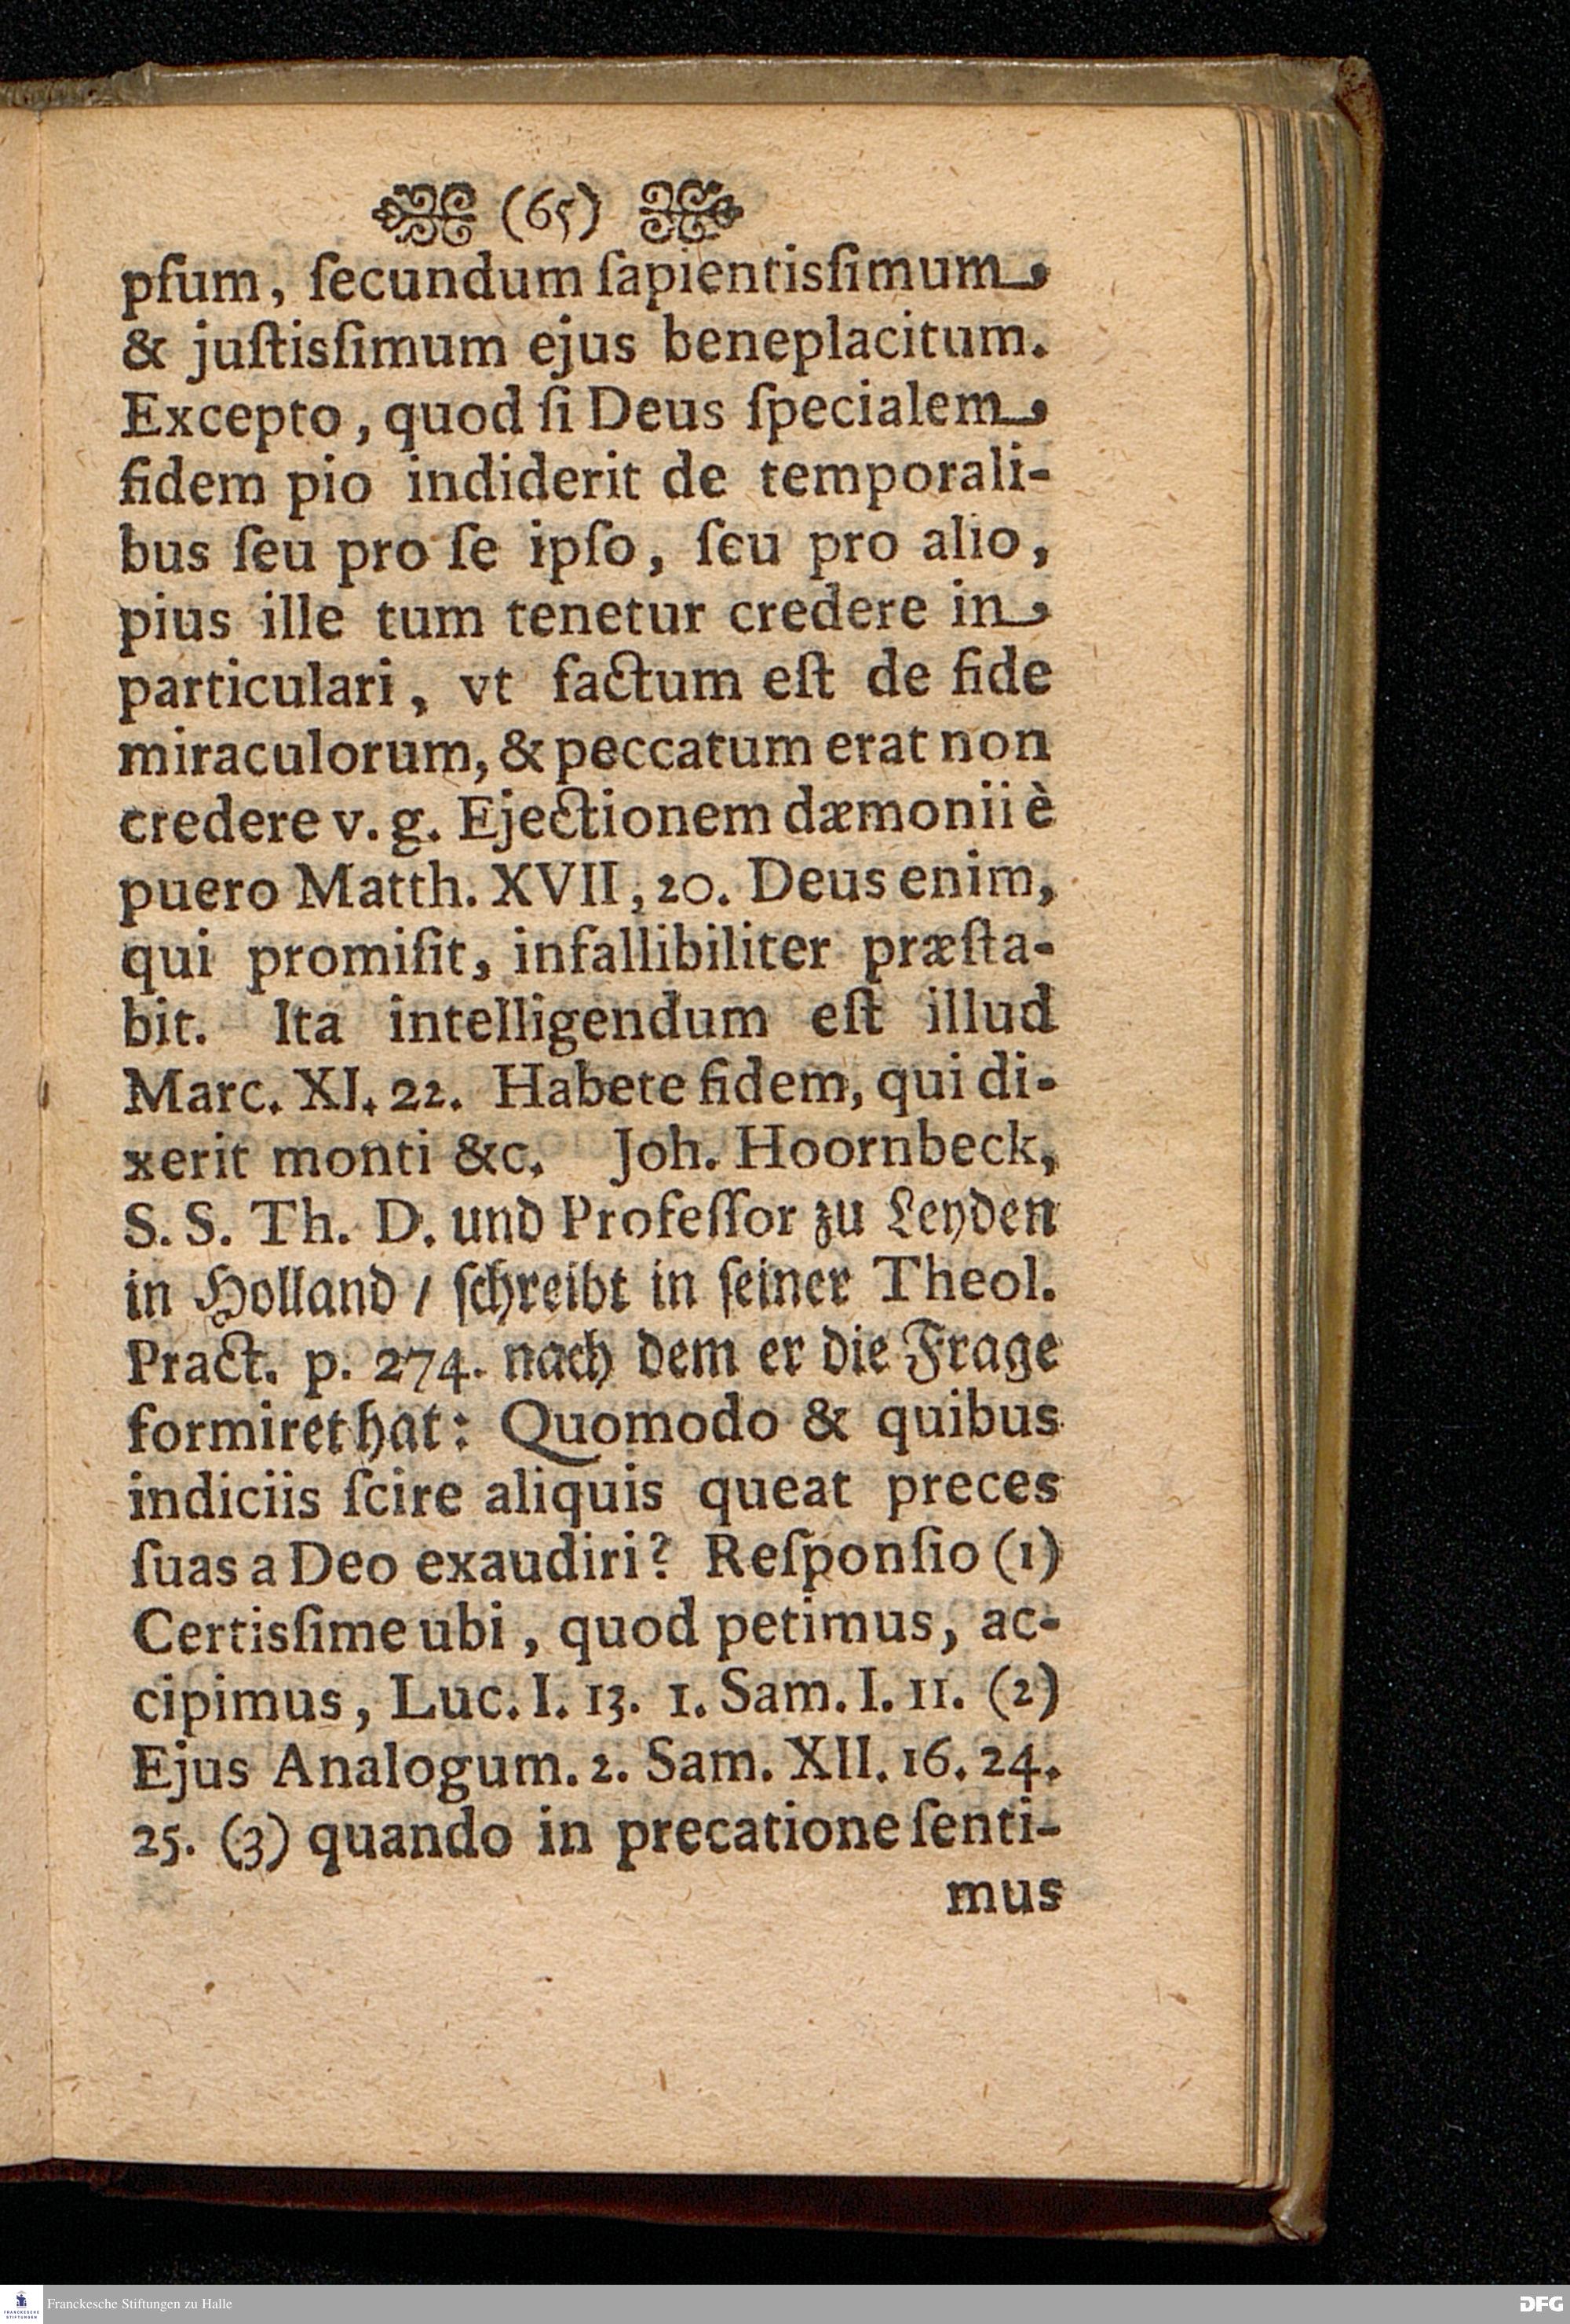 (65)
pſum, ſecundum ſapientisſimum
& juſtisſimum ejus beneplacitum.
Excepto, quod ſi Deus ſpecialem
fidem pio indiderit de temporali-
bus ſeu pro ſe ipſo, ſeu pro alio,
pius ille tum tenetur credere in
particulari, vt factum eſt de fide
miraculorum, & peccatum erat non
credere v. g. Ejectionem dæmonii è
puero Matth. XVII, 20. Deus enim,
qui promiſit, infallibiliter præſta-
bit. Ita intelligendum eſt illud
Marc. XI. 22. Habete fidem, qui di-
xerit monti &c. Joh. Hoornbeck,
S. S. Th. D. und Profeſſor zu Leyden
in Holland / ſchreibt in ſeiner Theol.
Pract. p. 274. nach dem er die Frage
formiret hat: Quomodo & quibus
indiciis ſcire aliquis queat preces
ſuas a Deo exaudiri? Reſponſio (1)
Certisſime ubi, quod petimus, ac-
cipimus, Luc. I. 13. 1. Sam. I. 11. (2)
Ejus Analogum. 2. Sam. XII. 16. 24.
25. (3) quando in precatione ſenti-
mus
FRANCKESCHE STIFTUNGEN
Franckesche Stiftungen zu Halle
DFG